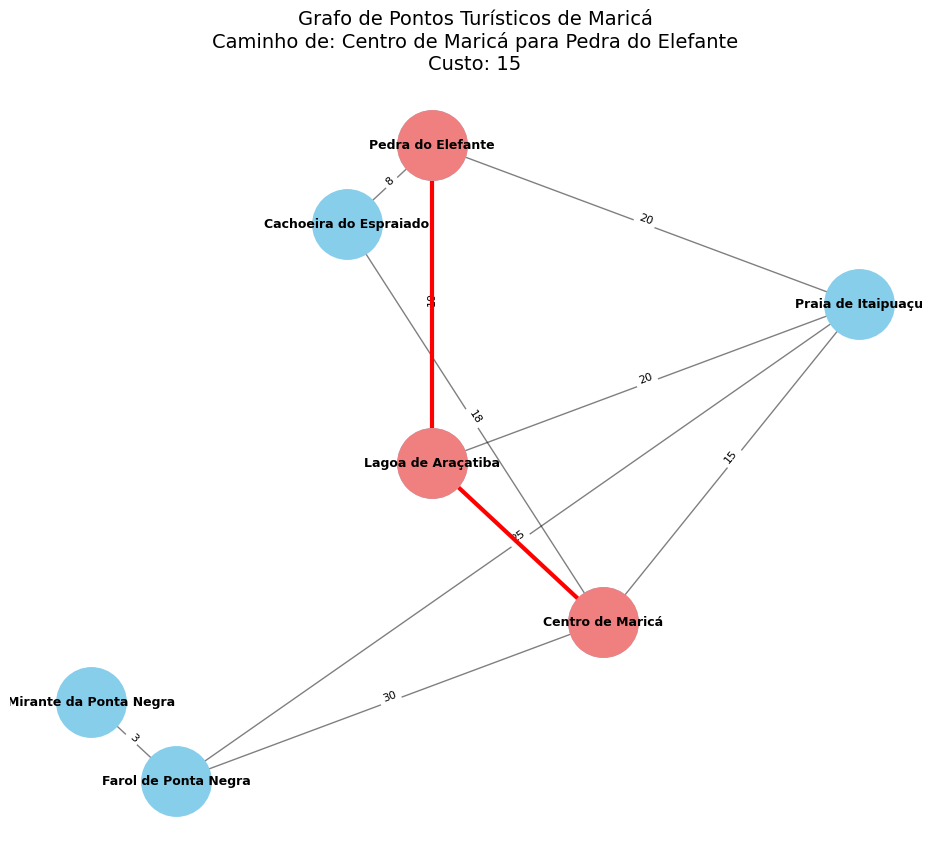 Grafo de Pontos Turísticos de Maricá
Caminho de: Centro de Maricá para Pedra do Elefante
Custo: 15
Pedra do Elefante
8
Cachoeira do Espraiado
20
10
Praia de Itaipuaçu
20
18
15
Lagoa de Araçatiba
Centro de Maricá
30
Mirante da Ponta Negra
3
Farol de Ponta Negra